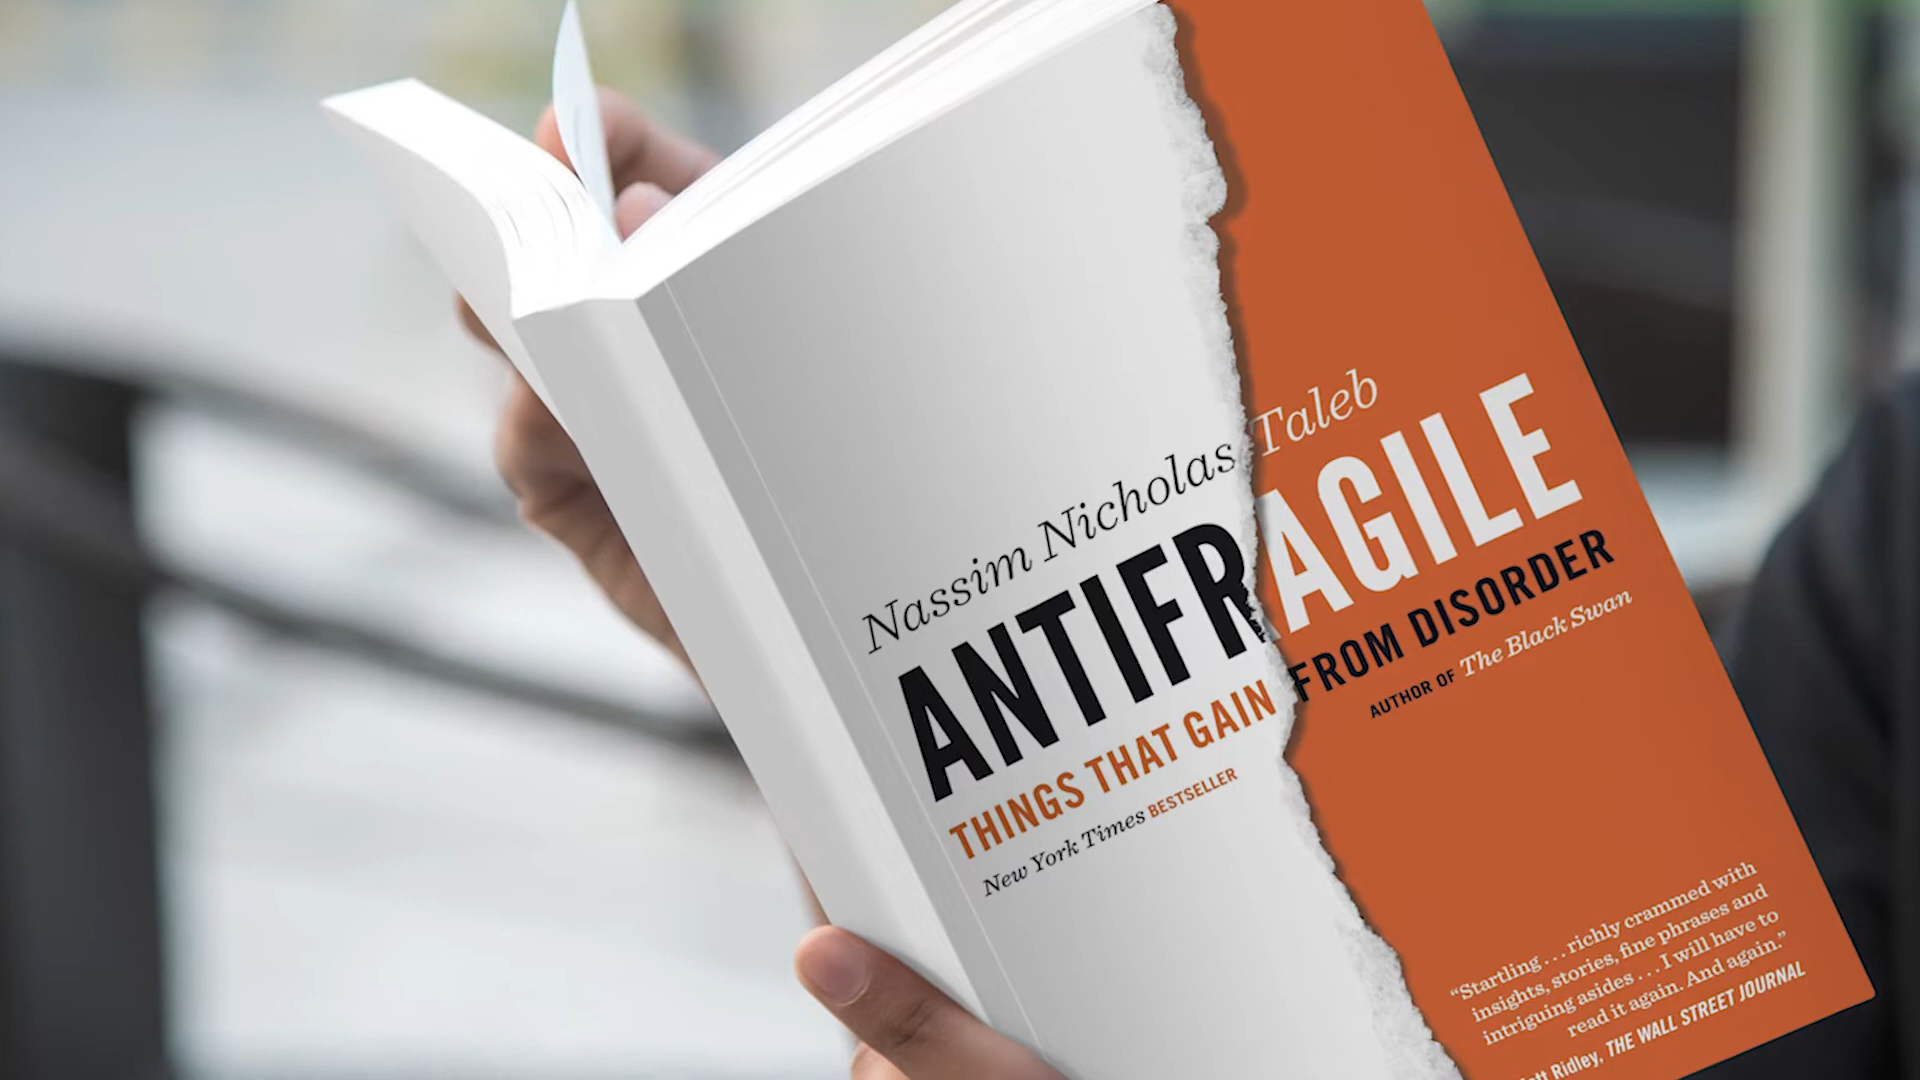 Nassim Nicholas Taleb
ANTIFRAGILE
THINGS THAT GAIN FROM DISORDER
New York Times BESTSELLER
AUTHOR OF The Black Swan
“Startling...richly crammed with
insights, stories, fine phrases and
intriguing asides...I will have to
read it again. And again.”
Ridley, THE WALL STREET JOURNAL